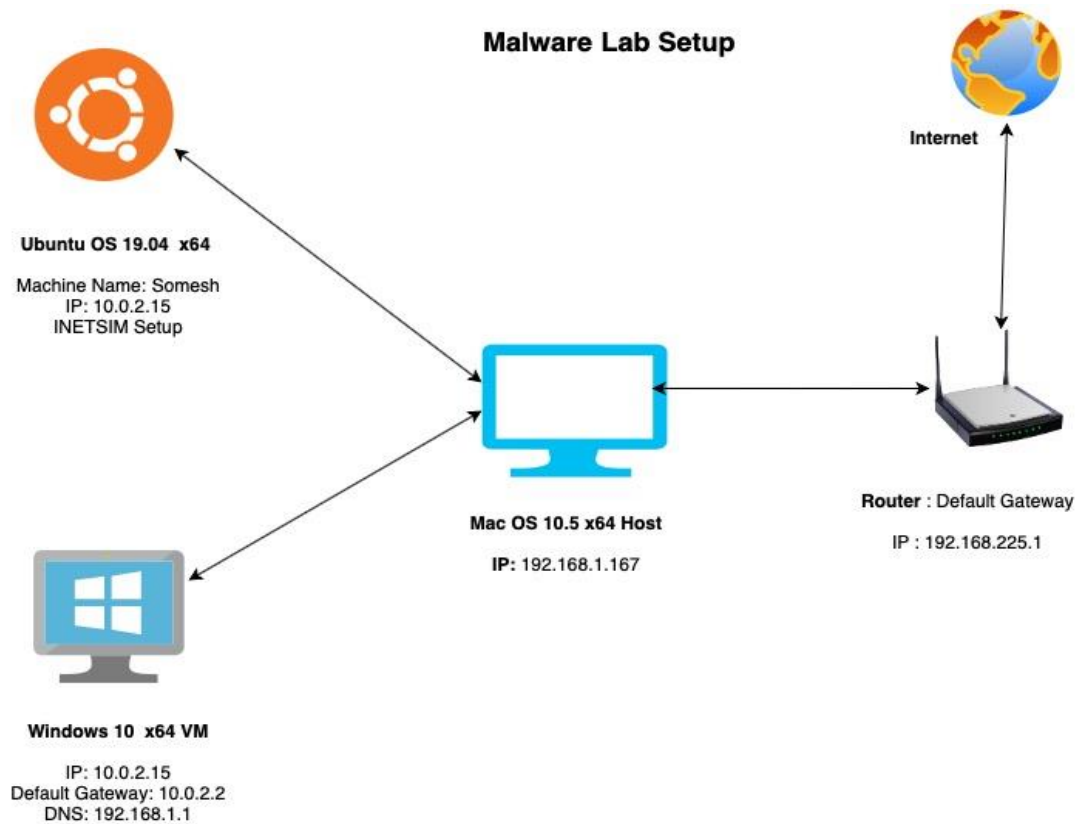 Malware Lab Setup
Internet
Ubuntu OS 19.04 x64
Machine Name: Somesh
IP: 10.0.2.15
INETSIM Setup
Mac OS 10.5 x64 Host
IP: 192.168.1.167
Router : Default Gateway
IP : 192.168.225.1
Windows 10 x64 VM
IP: 10.0.2.15
Default Gateway: 10.0.2.2
DNS: 192.168.1.1